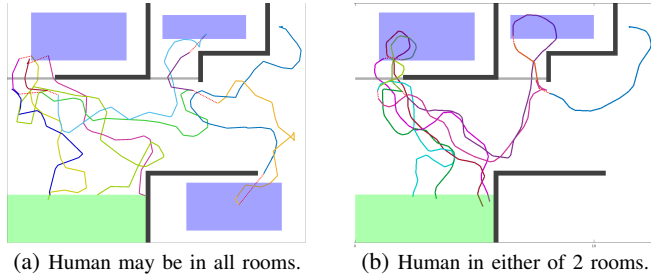 (a) Human may be in all rooms.
(b) Human in either of 2 rooms.